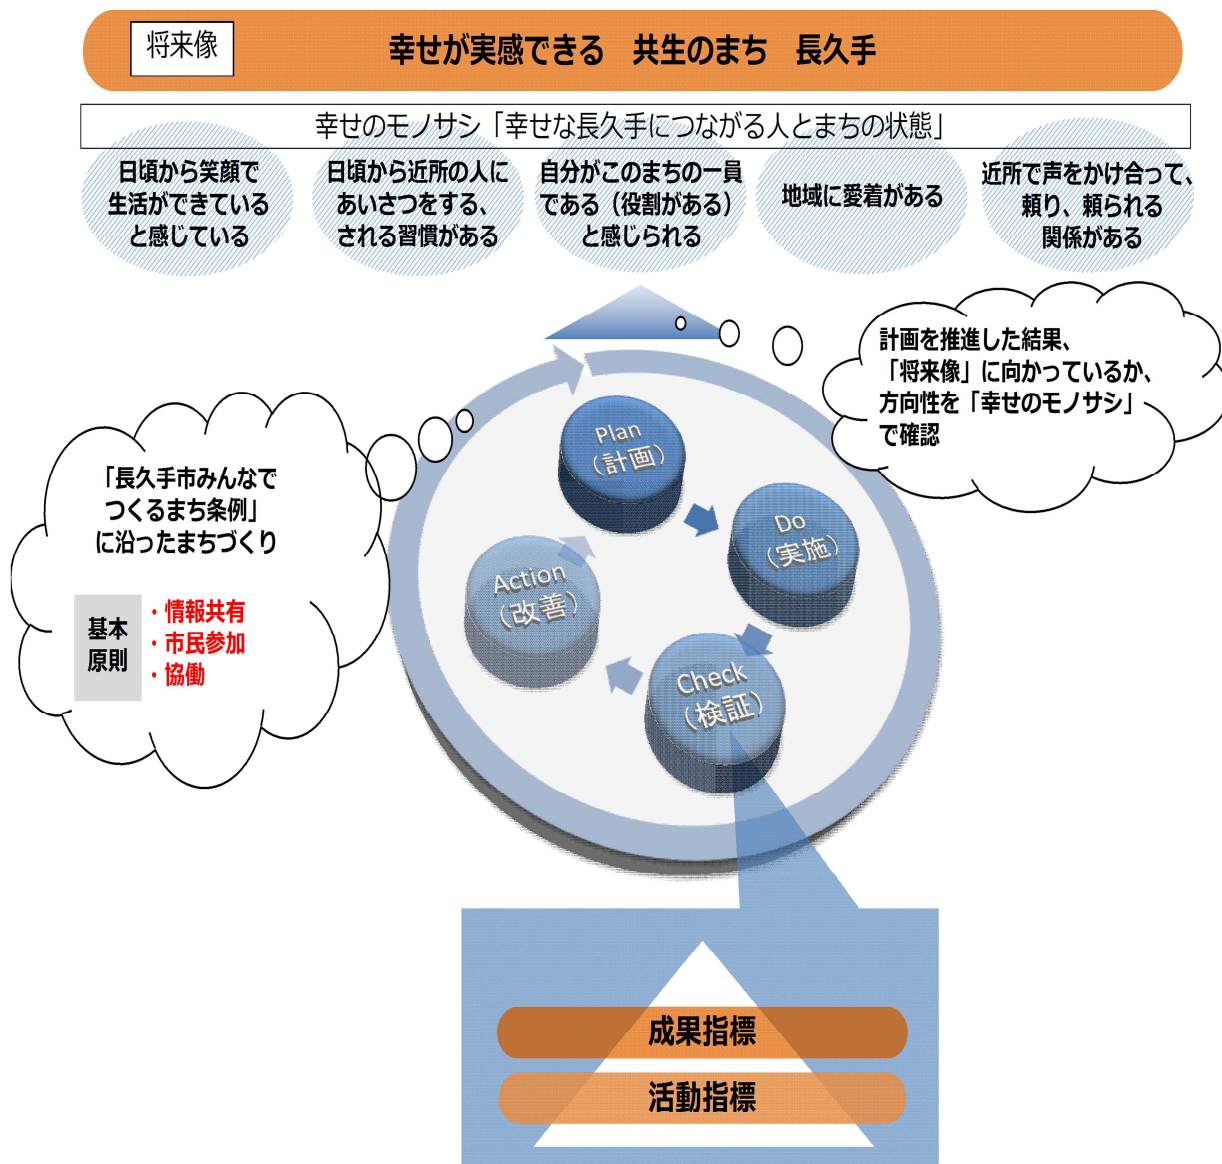 将来像
幸せが実感できる　共生のまち　長久手
幸せのモノサシ「幸せな長久手につながる人とまちの状態」
日頃から笑顔で
生活ができている
と感じている
日頃から近所の人に
あいさつをする、
される習慣がある
自分がこのまちの一員
である（役割がある）
と感じられる
地域に愛着がある
近所で声をかけ合って、
頼り、頼られる
関係がある
計画を推進した結果、
「将来像」に向かっているか、
方向性を「幸せのモノサシ」
で確認
「長久手市みんなで
つくるまち条例」
に沿ったまちづくり
基本
原則
・情報共有
・市民参加
・協働
Plan
（計画）
Do
（実施）
Check
（検証）
Action
（改善）
成果指標
活動指標